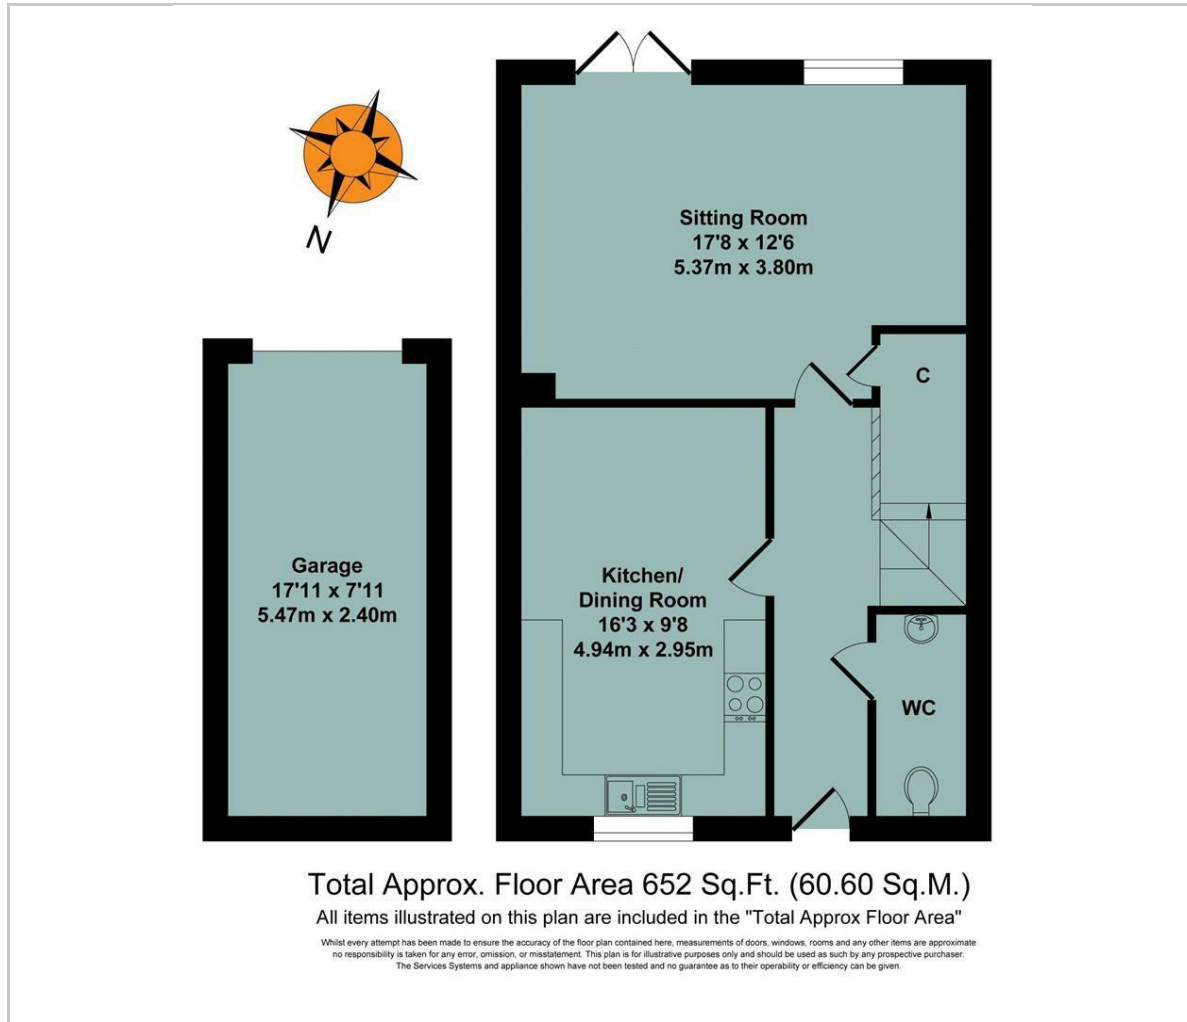 N
Sitting Room
17'8 x 12'6
5.37m x 3.80m
C
Garage
17'11 x 7'11
5.47m x 2.40m
Kitchen/
Dining Room
16'3 x 9'8
4.94m x 2.95m
WC
Total Approx. Floor Area 652 Sq.Ft. (60.60 Sq.M.)
All items illustrated on this plan are included in the "Total Approx Floor Area"
Whilst every attempt has been made to ensure the accuracy of the floor plan contained here, measurements of doors, windows, rooms and any other items are approximate
no responsibility is taken for any error, omission, or misstatement. This plan is for illustrative purposes only and should be used as such by any prospective purchaser.
The Services Systems and appliance shown have not been tested and no guarantee as to their operability or efficiency can be given.